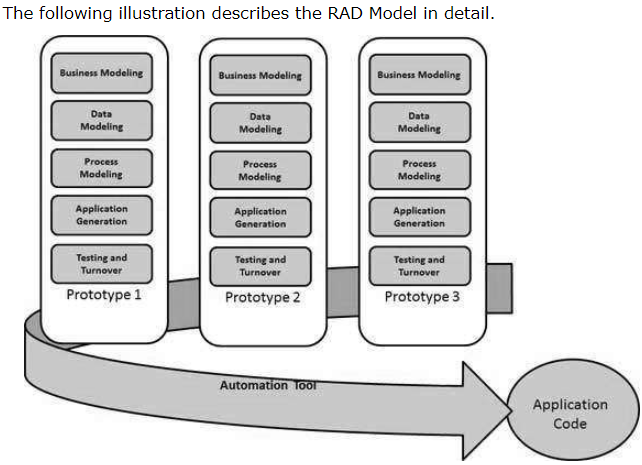 The following illustration describes the RAD Model in detail.
Business Modeling
Data
Modeling
Process
Modeling
Application
Generation
Testing and
Turnover
Prototype 1
Business Modeling
Data
Modeling
Process
Modeling
Application
Generation
Testing and
Turnover
Prototype 2
Business Modeling
Data
Modeling
Process
Modeling
Application
Generation
Testing and
Turnover
Prototype 3
Automation Tool
Application
Code